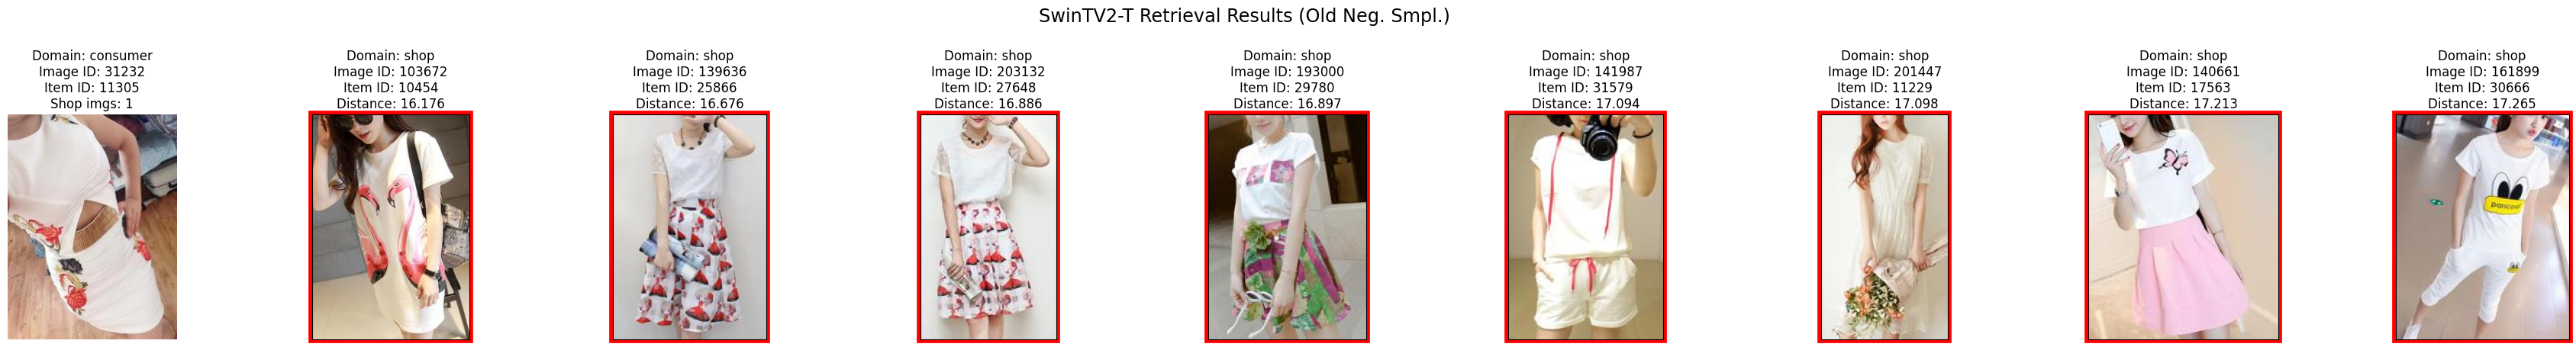 SwinTV2-T Retrieval Results (Old Neg. Smpl.)
Domain: consumer
Image ID: 31232
Item ID: 11305
Shop imgs: 1
Domain: shop
Image ID: 103672
Item ID: 10454
Distance: 16.176
Domain: shop
Image ID: 139636
Item ID: 25866
Distance: 16.676
Domain: shop
Image ID: 203132
Item ID: 27648
Distance: 16.886
Domain: shop
Image ID: 193000
Item ID: 29780
Distance: 16.897
Domain: shop
Image ID: 141987
Item ID: 31579
Distance: 17.094
Domain: shop
Image ID: 201447
Item ID: 11229
Distance: 17.098
Domain: shop
Image ID: 140661
Item ID: 17563
Distance: 17.213
Domain: shop
Image ID: 161899
Item ID: 30666
Distance: 17.265
pancoat